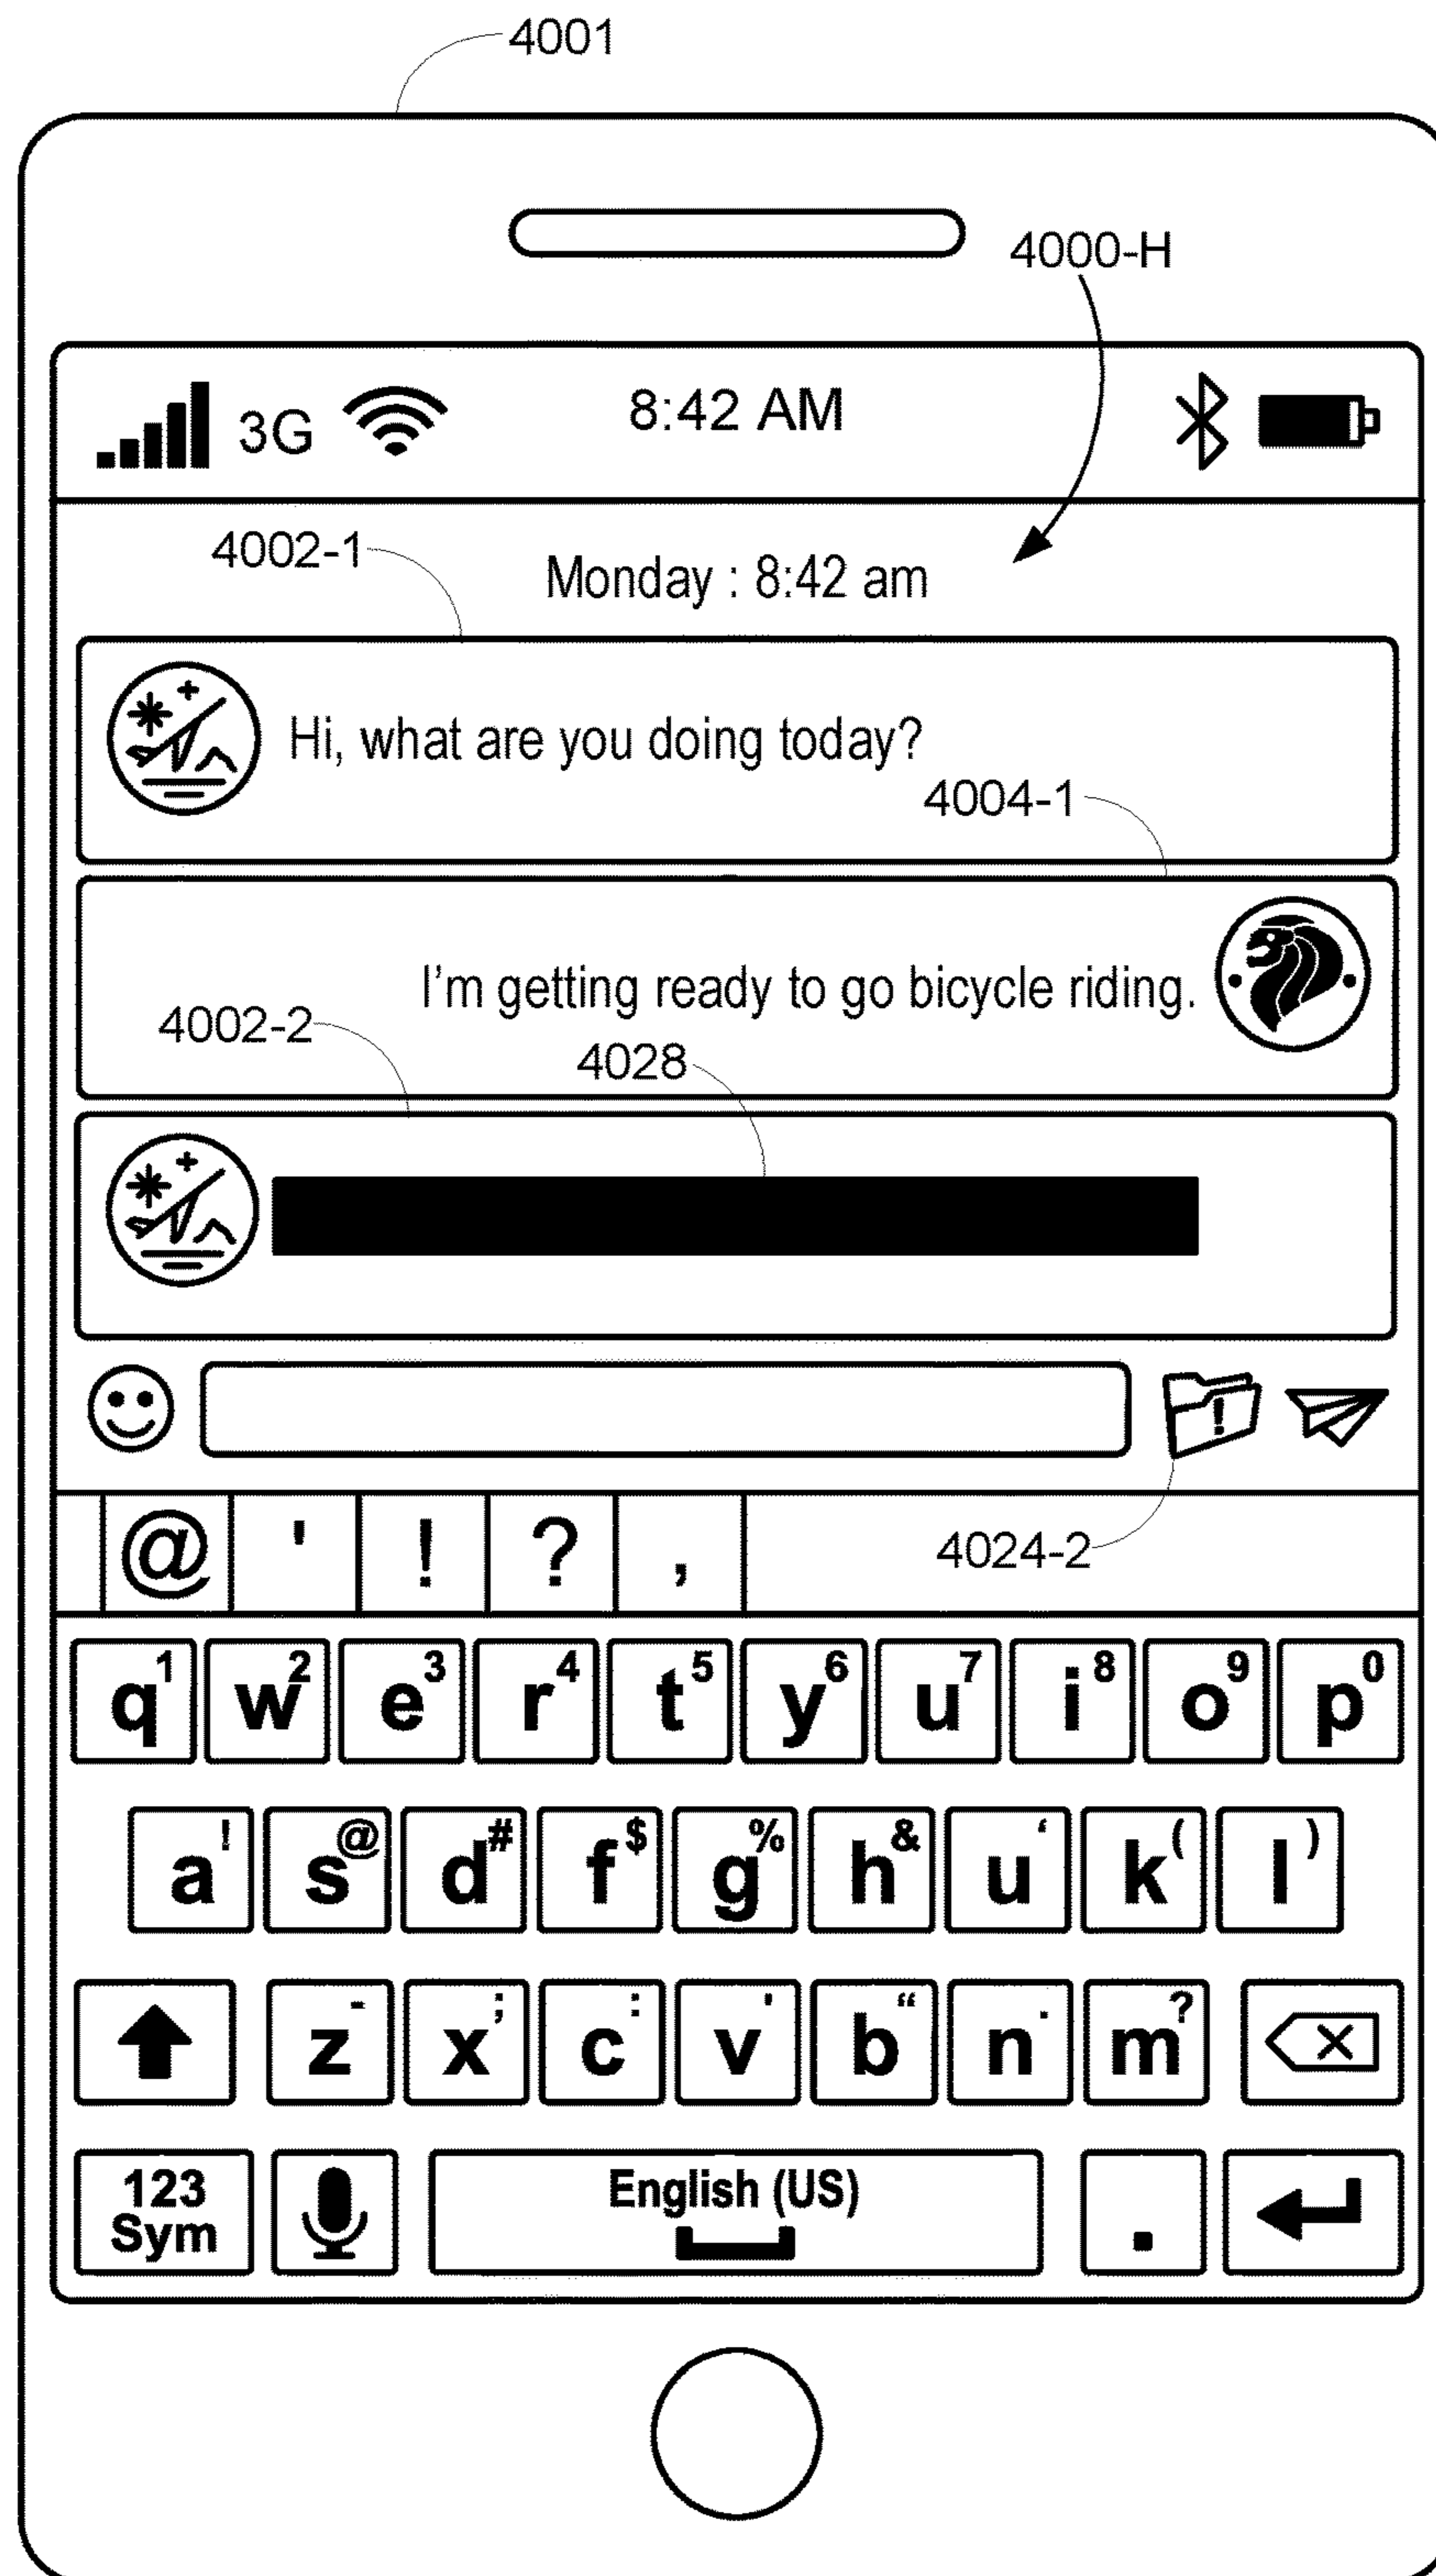 4001
4000-H
3G 8:42 AM
4002-1
Monday : 8:42 am
Hi, what are you doing today?
4004-1
I'm getting ready to go bicycle riding.
4002-2
4028
!
@ ' ! ? ,
4024-2
q1 w2 e3 r4 t5 y6 u7 i8 o9 p0
a! s@ d# f$ g% h& u‘ k( l)
z- x; c: v' b“ n. m?
123
Sym
English (US)
.